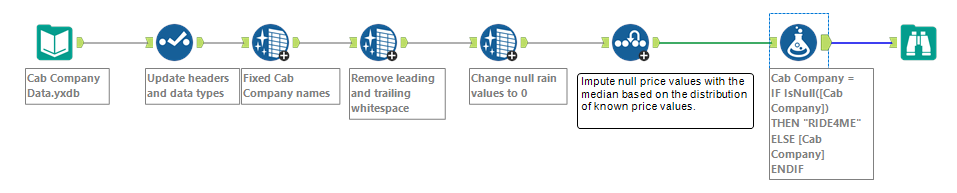 Cab Company
Data.yxdb
Update headers
and data types
Fixed Cab
Company names
Remove leading
and trailing
whitespace
Change null rain
values to 0
Impute null price values with the
median based on the distribution
of known price values.
Cab Company =
IF IsNull([Cab
Company])
THEN "RIDE4ME"
ELSE [Cab
Company]
ENDIF